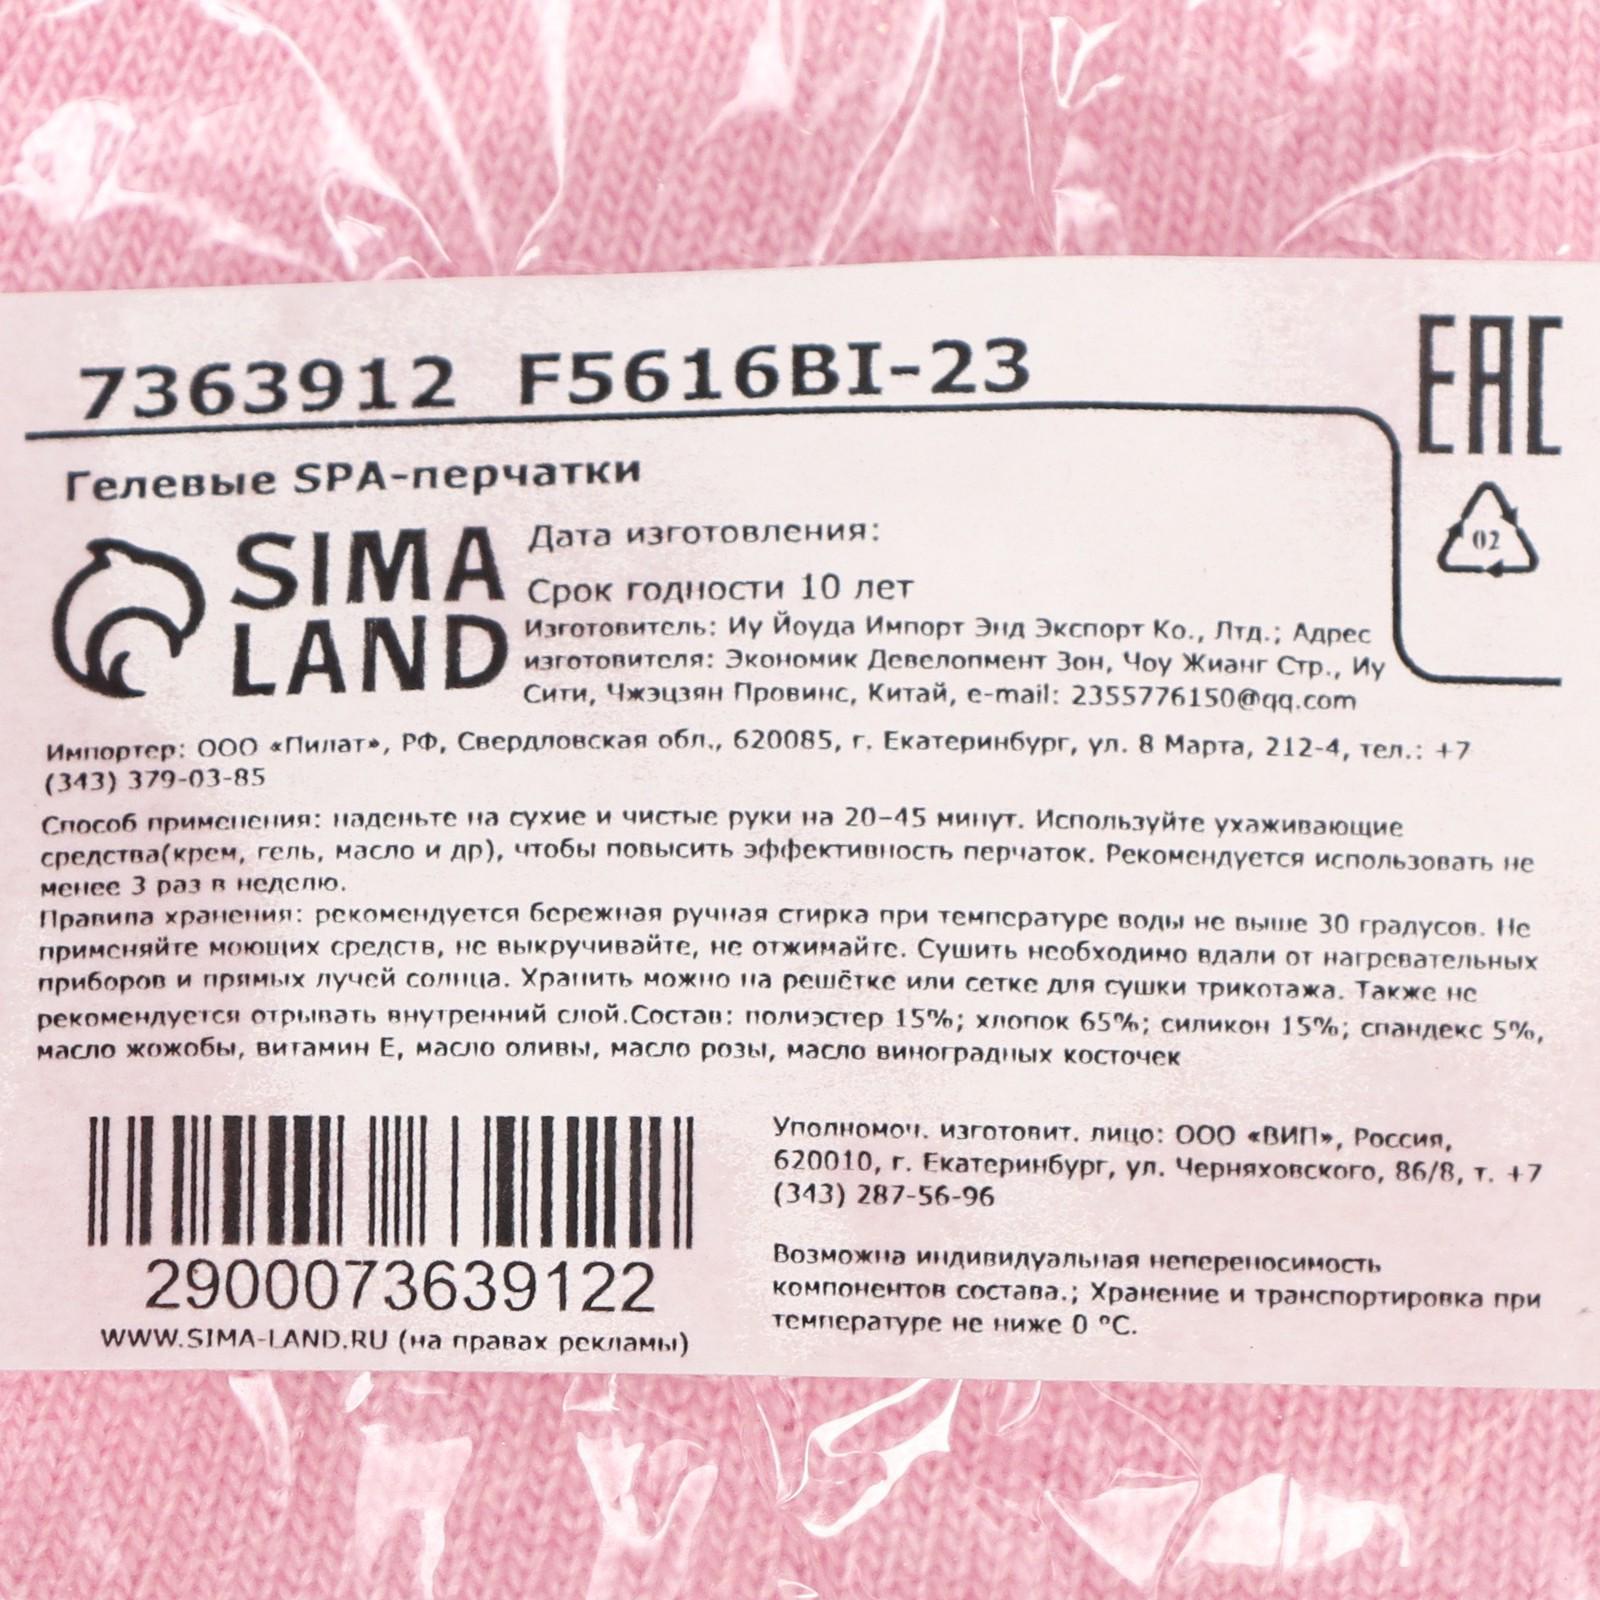 7363912 F5616BI-23
EAC
Гелевые SPA-перчатки
02
SIMA
LAND
Дата изготовления:
Срок годности 10 лет
Изготовитель: Иу Йоуда Импорт Энд Экспорт Ко., Лтд.; Адрес
изготовителя: Экономик Девелопмент Зон, Чоу Жианг Стр., Иу
Сити, Чжэцзян Провинс, Китай, e-mail: 2355776150@qq.com
Импортер: ООО «Пилат», РФ, Свердловская обл., 620085, г. Екатеринбург, ул. 8 Марта, 212-4, тел.: +7
(343) 379-03-85
Способ применения: наденьте на сухие и чистые руки на 20–45 минут. Используйте ухаживающие
средства(крем, гель, масло и др), чтобы повысить эффективность перчаток. Рекомендуется использовать не
менее 3 раз в неделю.
Правила хранения: рекомендуется бережная ручная стирка при температуре воды не выше 30 градусов. Не
применяйте моющих средств, не выкручивайте, не отжимайте. Сушить необходимо вдали от нагревательных
приборов и прямых лучей солнца. Хранить можно на решётке или сетке для сушки трикотажа. Также не
рекомендуется отрывать внутренний слой.Состав: полиэстер 15%; хлопок 65%; силикон 15%; спандекс 5%,
масло жожобы, витамин Е, масло оливы, масло розы, масло виноградных косточек
2900073639122
WWW.SIMA-LAND.RU (на правах рекламы)
Уполномоч. изготовит. лицо: ООО «ВИП», Россия,
620010, г. Екатеринбург, ул. Черняховского, 86/8, т. +7
(343) 287-56-96
Возможна индивидуальная непереносимость
компонентов состава.; Хранение и транспортировка при
температуре не ниже 0 °C.